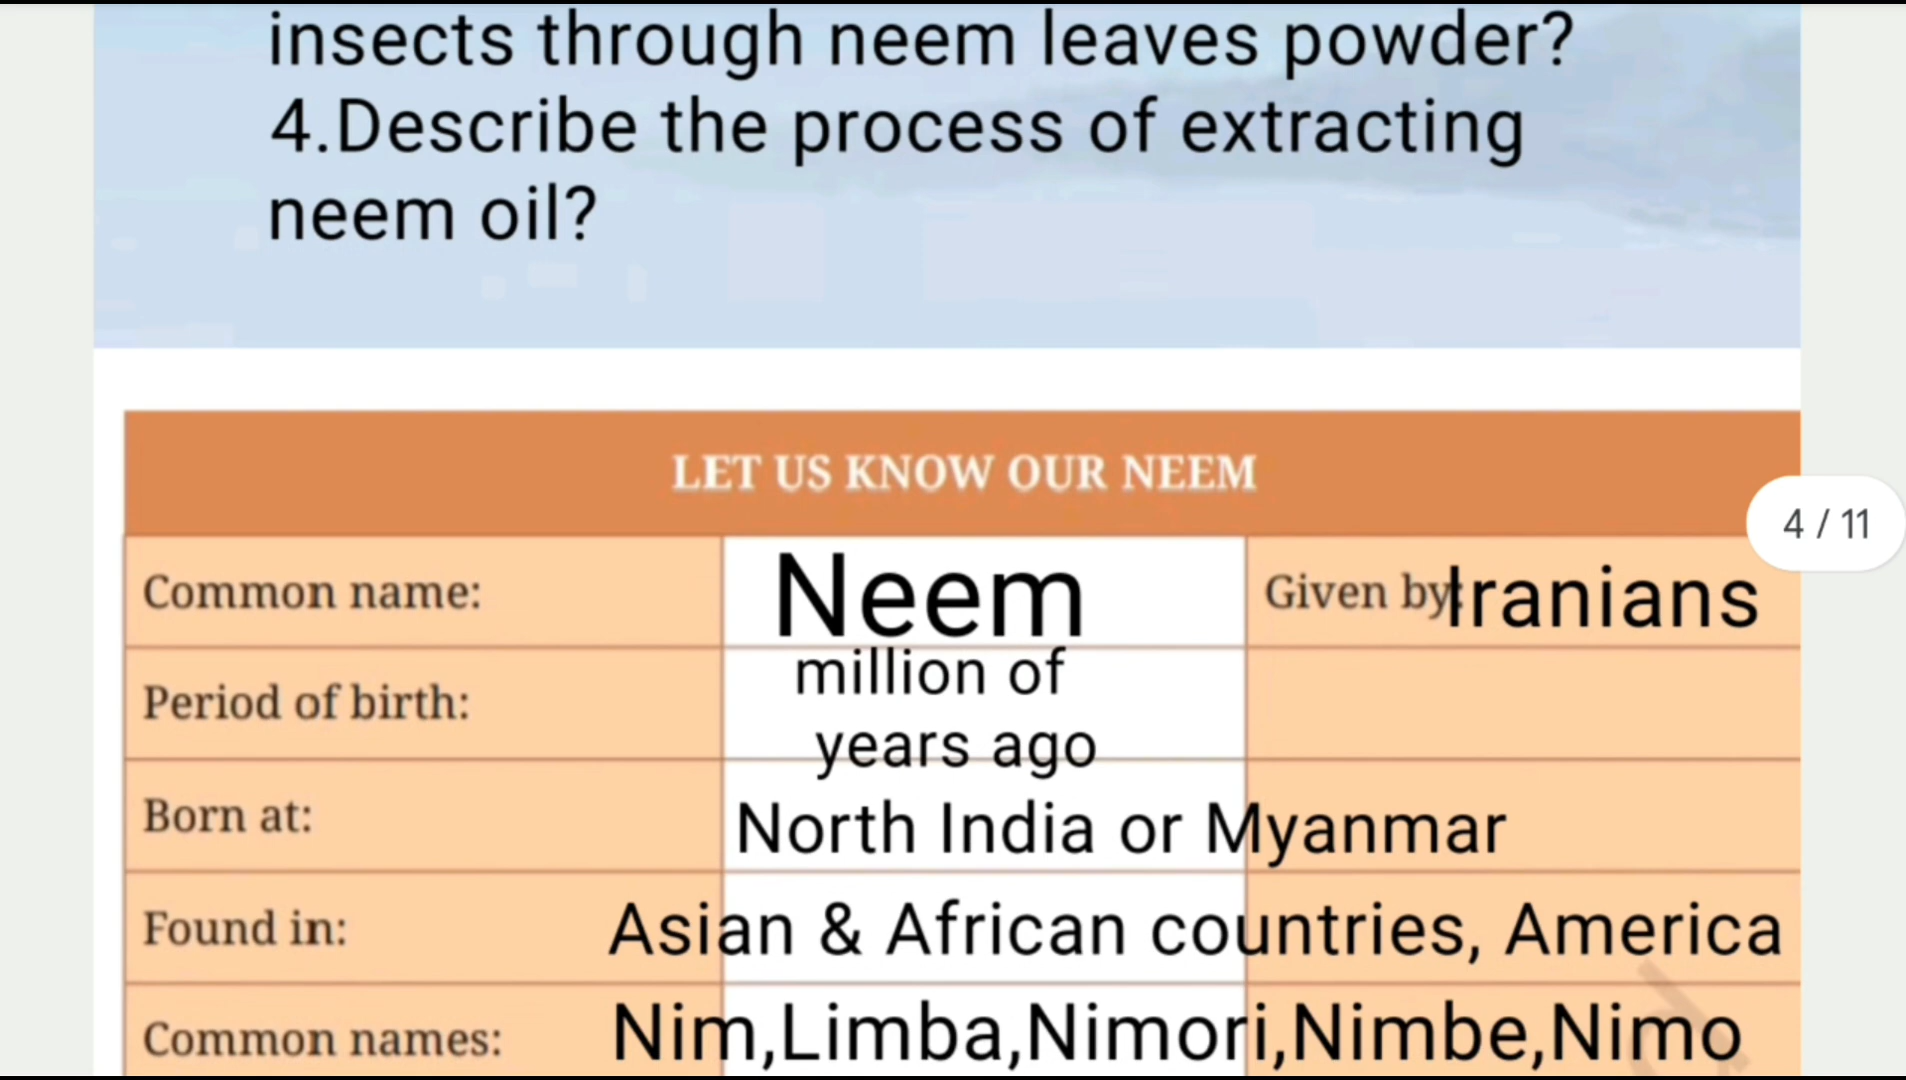 insects through neem leaves powder?
4.Describe the process of extracting
neem oil?
LET US KNOW OUR NEEM
4 / 11
Common name: Neem Given by: Iranians
Period of birth: million of
years ago
Born at: North India or Myanmar
Found in: Asian & African countries, America
Common names: Nim,Limba,Nimori,Nimbe,Nimo